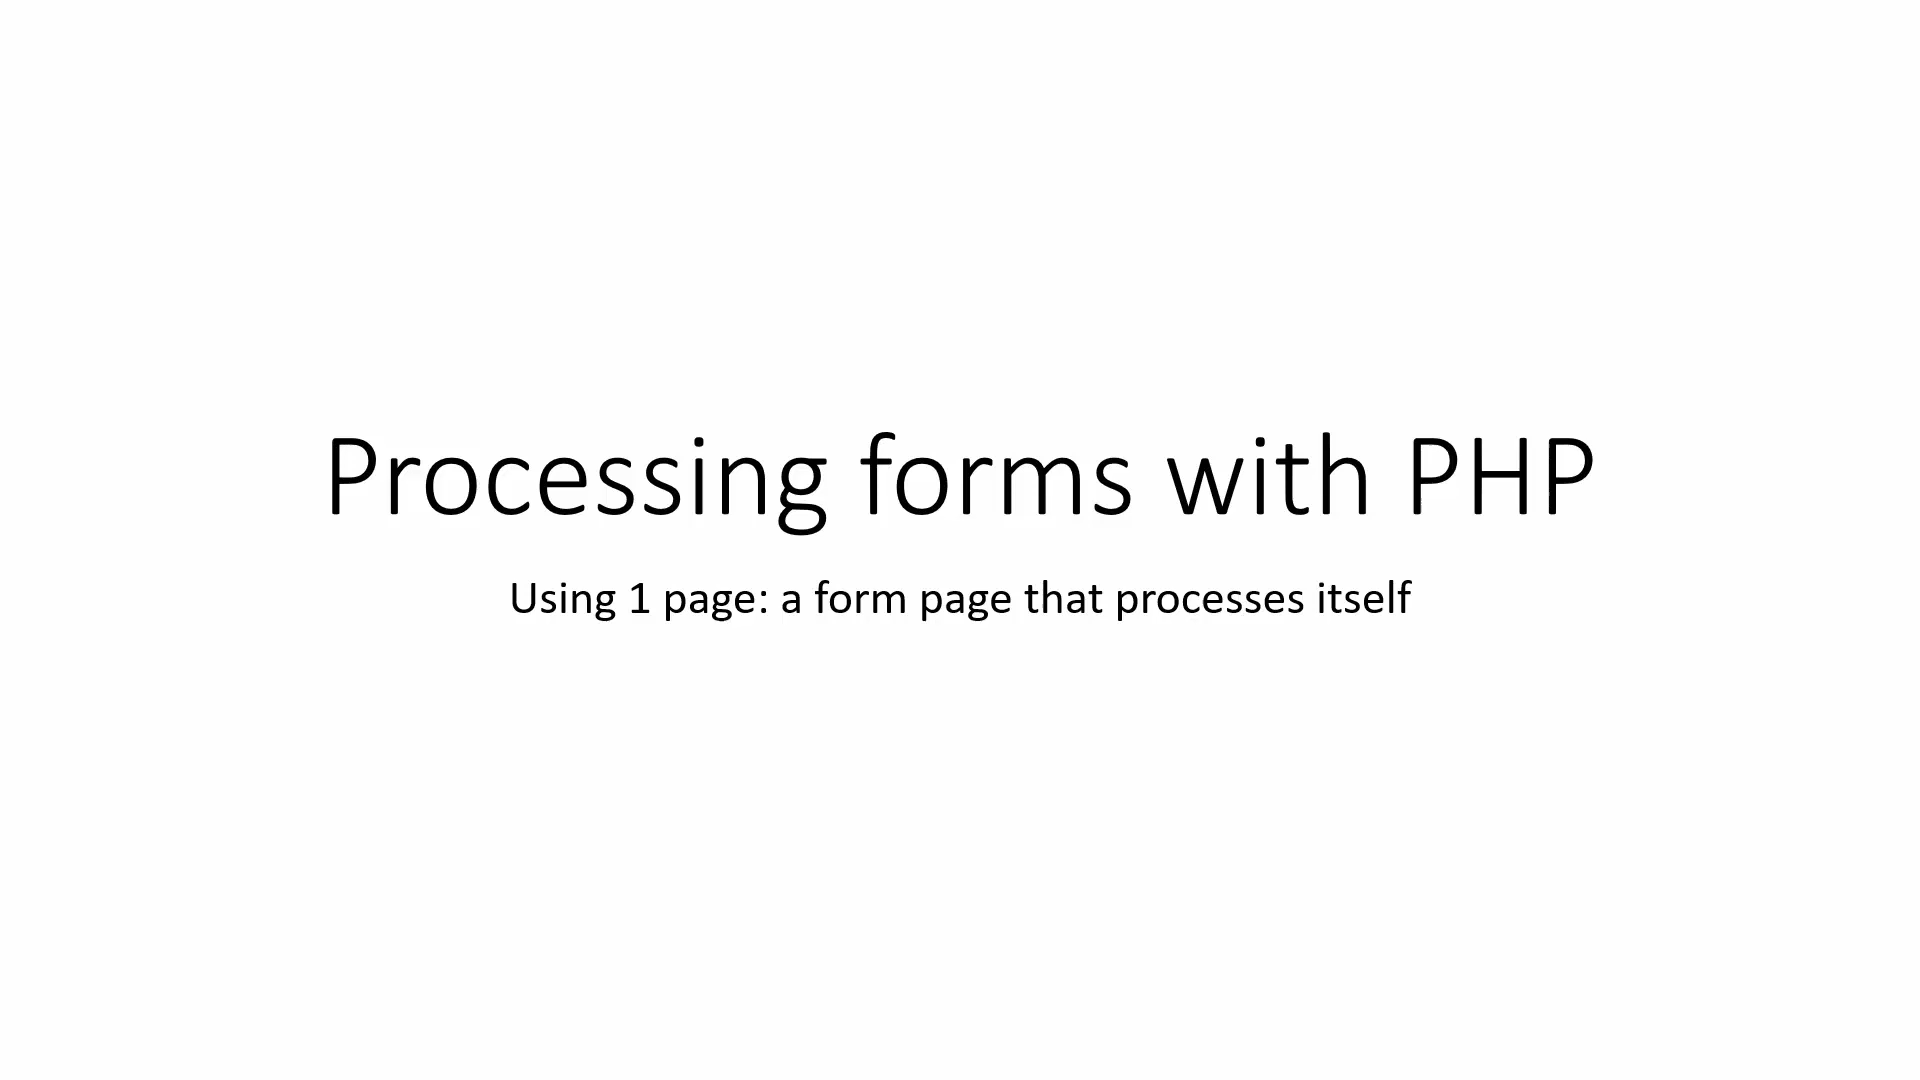 Processing forms with PHP
Using 1 page: a form page that processes itself